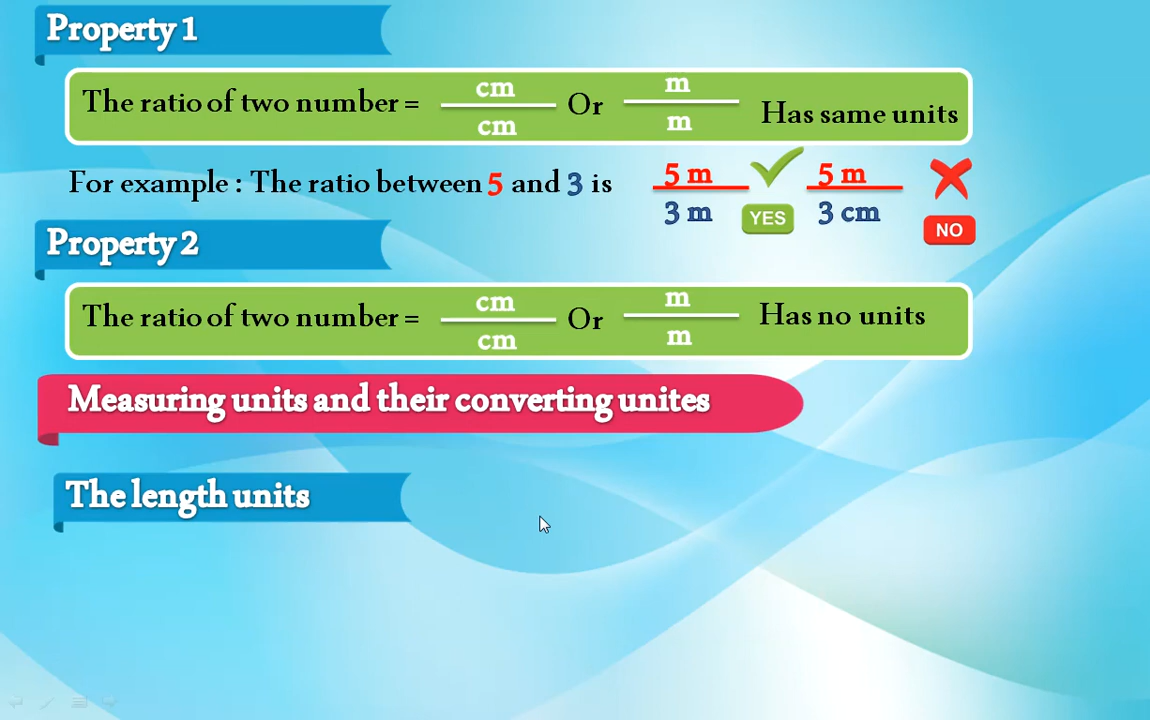 Property 1
The ratio of two number = cm / cm Or m / m Has same units
For example : The ratio between 5 and 3 is 5 m / 3 m YES 5 m / 3 cm NO
Property 2
The ratio of two number = cm / cm Or m / m Has no units
Measuring units and their converting unites
The length units